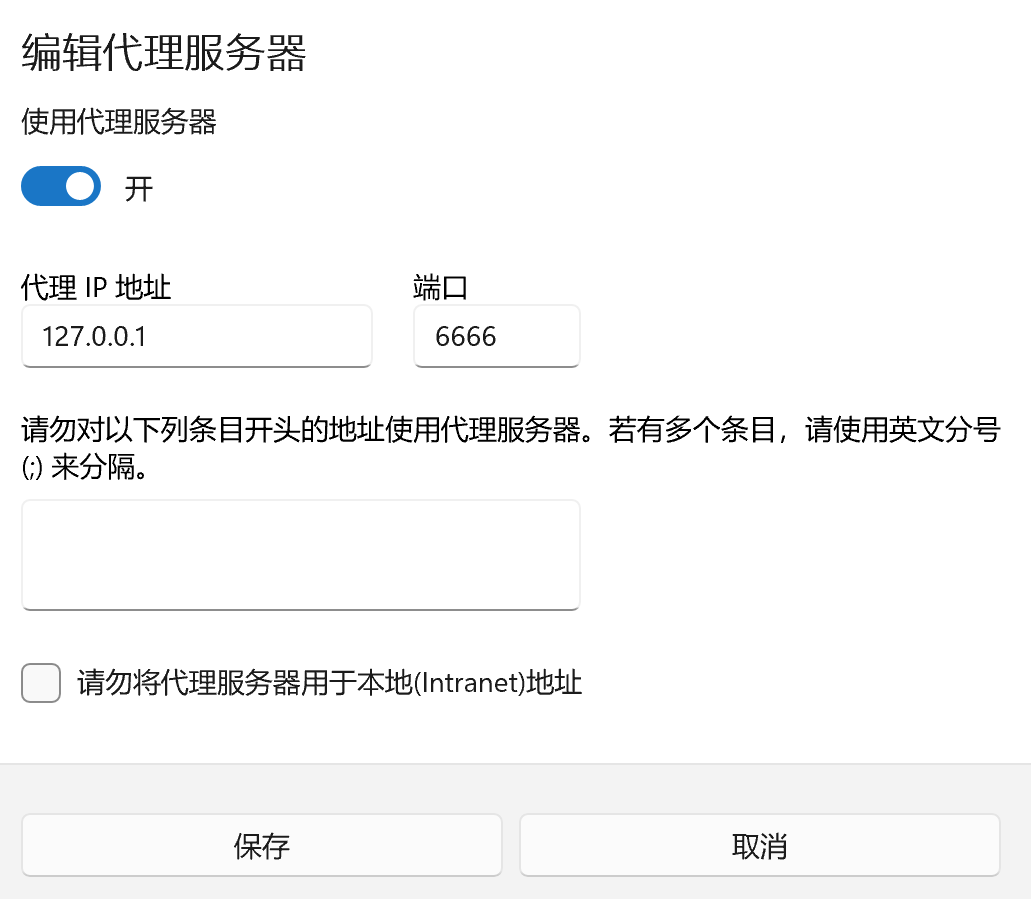 编辑代理服务器
使用代理服务器
开
代理 IP 地址
端口
127.0.0.1
6666
请勿对以下列条目开头的地址使用代理服务器。若有多个条目，请使用英文分号
(;) 来分隔。
请勿将代理服务器用于本地(Intranet)地址
保存
取消